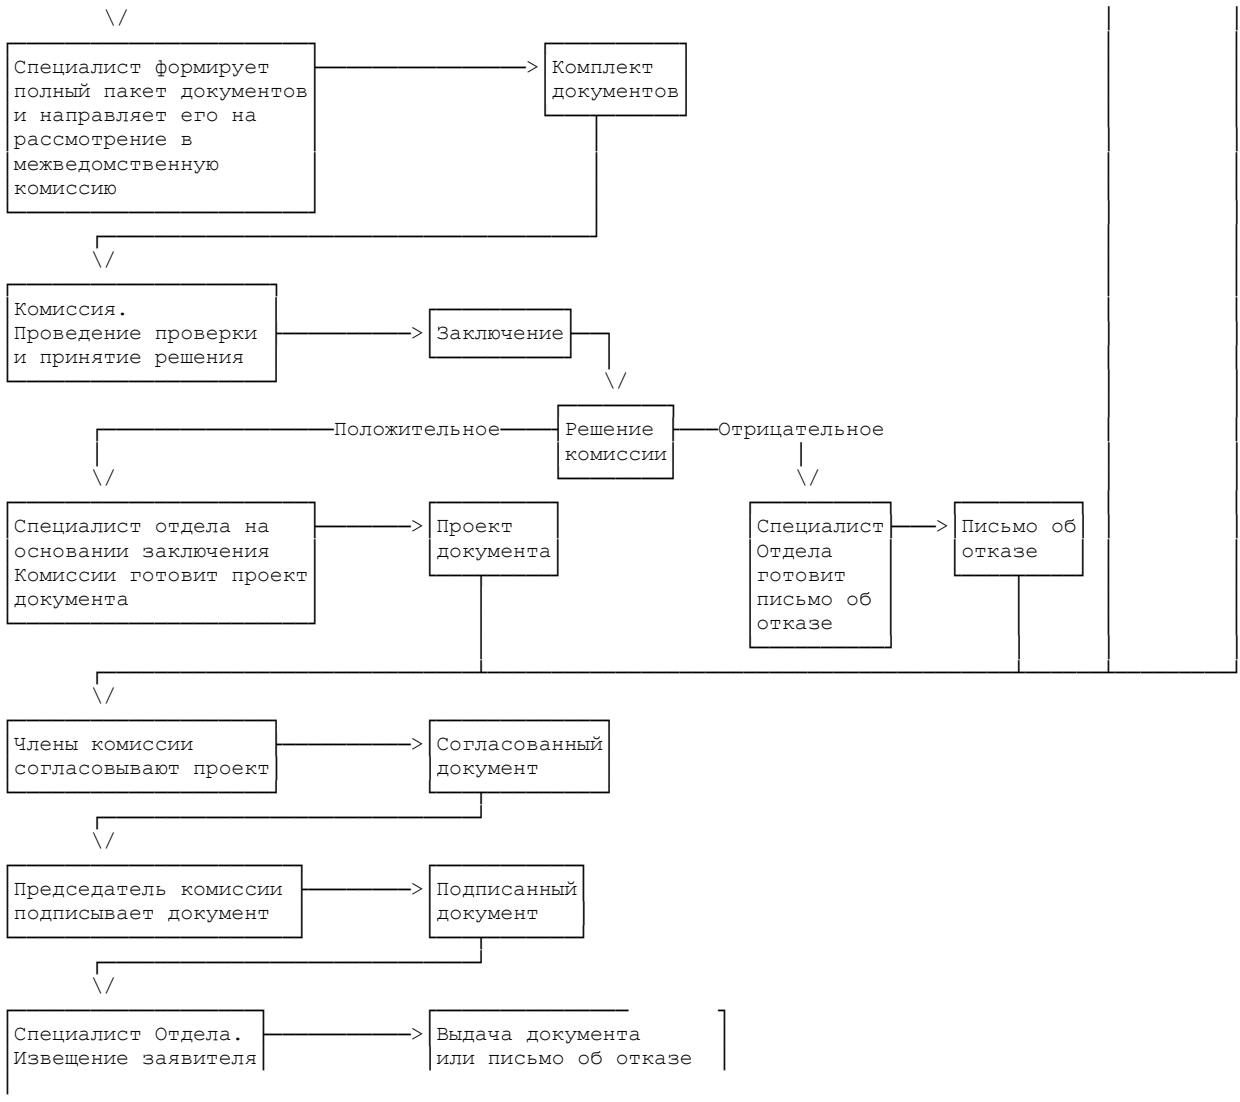 Специалист формирует
полный пакет документов
и направляет его на
рассмотрение в
межведомственную
комиссию
Комплект
документов
Комиссия.
Проведение проверки
и принятие решения
Заключение
Положительное
Решение
комиссии
Отрицательное
Специалист отдела на
основании заключения
Комиссии готовит проект
документа
Проект
документа
Специалист
Отдела
готовит
письмо об
отказе
Письмо об
отказе
Члены комиссии
согласовывают проект
Согласованный
документ
Председатель комиссии
подписывает документ
Подписанный
документ
Специалист Отдела.
Извещение заявителя
Выдача документа
или письмо об отказе